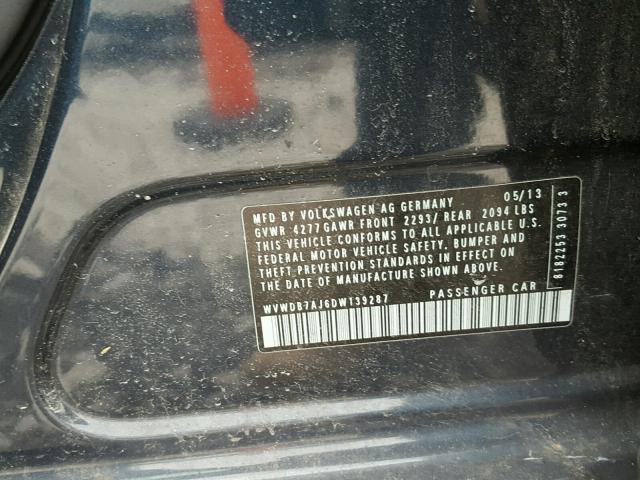 MFD BY VOLKSWAGEN AG GERMANY 05/13
GVWR 4277 GAWR FRONT 2293/ REAR 2094 LBS
THIS VEHICLE CONFORMS TO ALL APPLICABLE U.S.
FEDERAL MOTOR VEHICLE SAFETY, BUMPER AND
THEFT PREVENTION STANDARDS IN EFFECT ON
THE DATE OF MANUFACTURE SHOWN ABOVE.
WVWDB7AJ6DW139287 PASSENGER CAR
8182253 3073 3